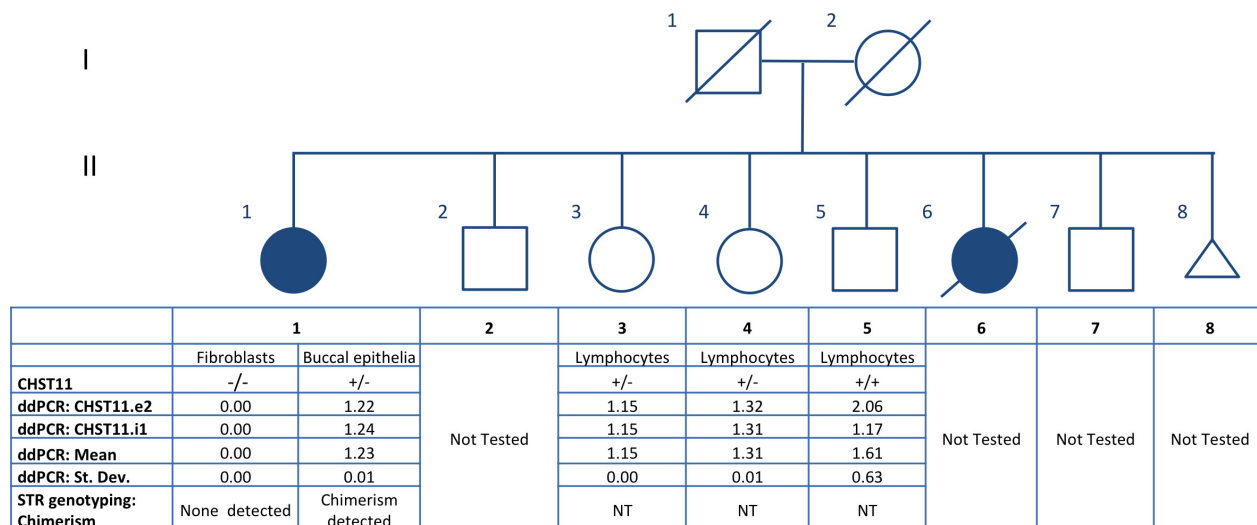 1 2
I
II
1 2 3 4 5 6 7 8
1 2 3 4 5 6 7 8
Fibroblasts Buccal epithelia Lymphocytes Lymphocytes Lymphocytes
CHST11 -/- +/- +/- +/- +/+
ddPCR: CHST11.e2 0.00 1.22 1.15 1.32 2.06
ddPCR: CHST11.i1 0.00 1.24 1.15 1.31 1.17
Not Tested Not Tested Not Tested Not Tested
ddPCR: Mean 0.00 1.23 1.15 1.31 1.61
ddPCR: St. Dev. 0.00 0.01 0.00 0.01 0.63
STR genotyping: None detected Chimerism NT NT NT
Chimerism detected